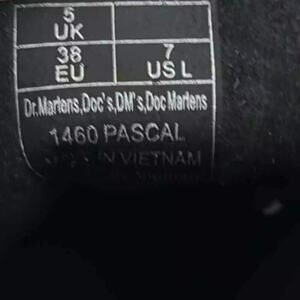 5
UK
38 7
EU US L
Dr.Martens,Doc's,DM's,Doc Martens
1460 PASCAL
IN VIETNAM